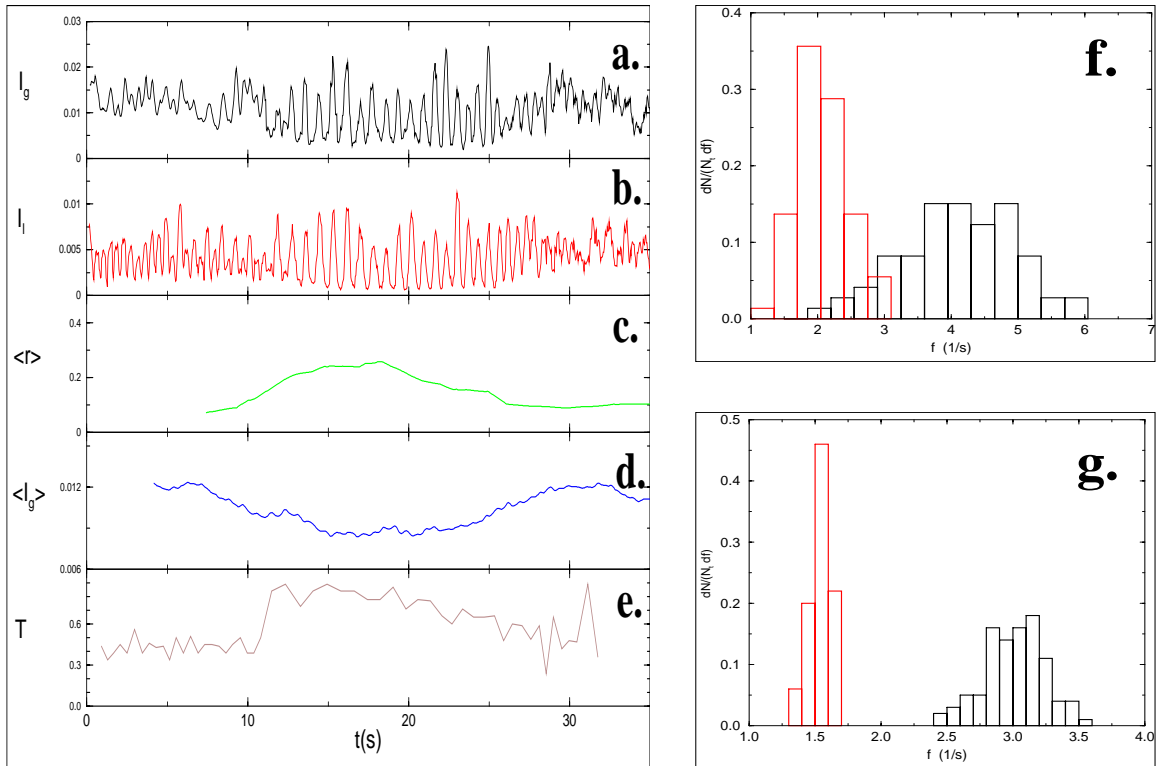 0.03
0.02
0.01
0
I_g
a.
0.01
0.005
0
I_l
b.
0.4
0.2
0
<r>
c.
0.012
0.006
<I_g>
d.
0.6
0.3
0.0
T
e.
0 10 20 30
t(s)
0.4
0.3
0.2
0.1
0.0
dN/(N_t df)
f.
1 2 3 4 5 6 7
f (1/s)
0.5
0.4
0.3
0.2
0.1
0.0
dN/(N_t df)
g.
1.0 1.5 2.0 2.5 3.0 3.5 4.0
f (1/s)